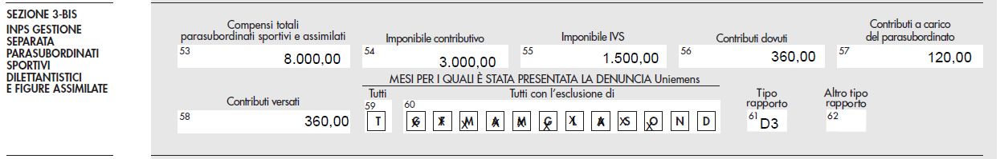 SEZIONE 3-BIS
INPS GESTIONE
SEPARATA
PARASUBORDINATI
SPORTIVI
DILETTANTISTICI
E FIGURE ASSIMILATE
Compensi totali
parasubordinati sportivi e assimilati
53 8.000,00
Imponibile contributivo
54 3.000,00
Imponibile IVS
55 1.500,00
Contributi dovuti
56 360,00
Contributi a carico
del parasubordinato
57 120,00
Contributi versati
58 360,00
MESI PER I QUALI È STATA PRESENTATA LA DENUNCIA Uniemens
Tutti
59 T
Tutti con l'esclusione di
60 G F M A M G L A S O N D
X X X X X X X X X X
Tipo
rapporto
61 D3
Altro tipo
rapporto
62